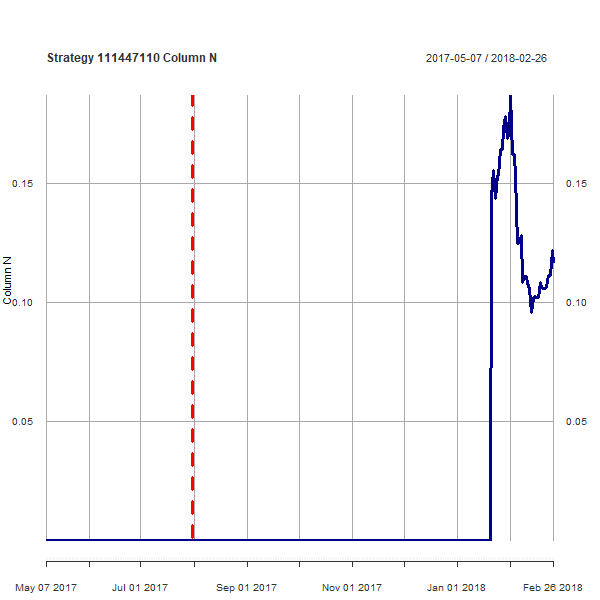 Strategy 111447110 Column N
2017-05-07 / 2018-02-26
0.15
0.15
Column N
0.10
0.10
0.05
0.05
May 07 2017
Jul 01 2017
Sep 01 2017
Nov 01 2017
Jan 01 2018
Feb 26 2018